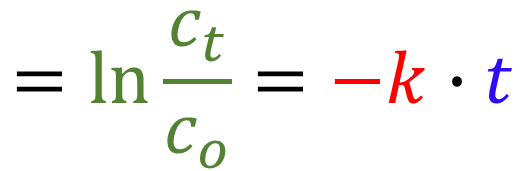 = ln c_t/c_o = −k · t